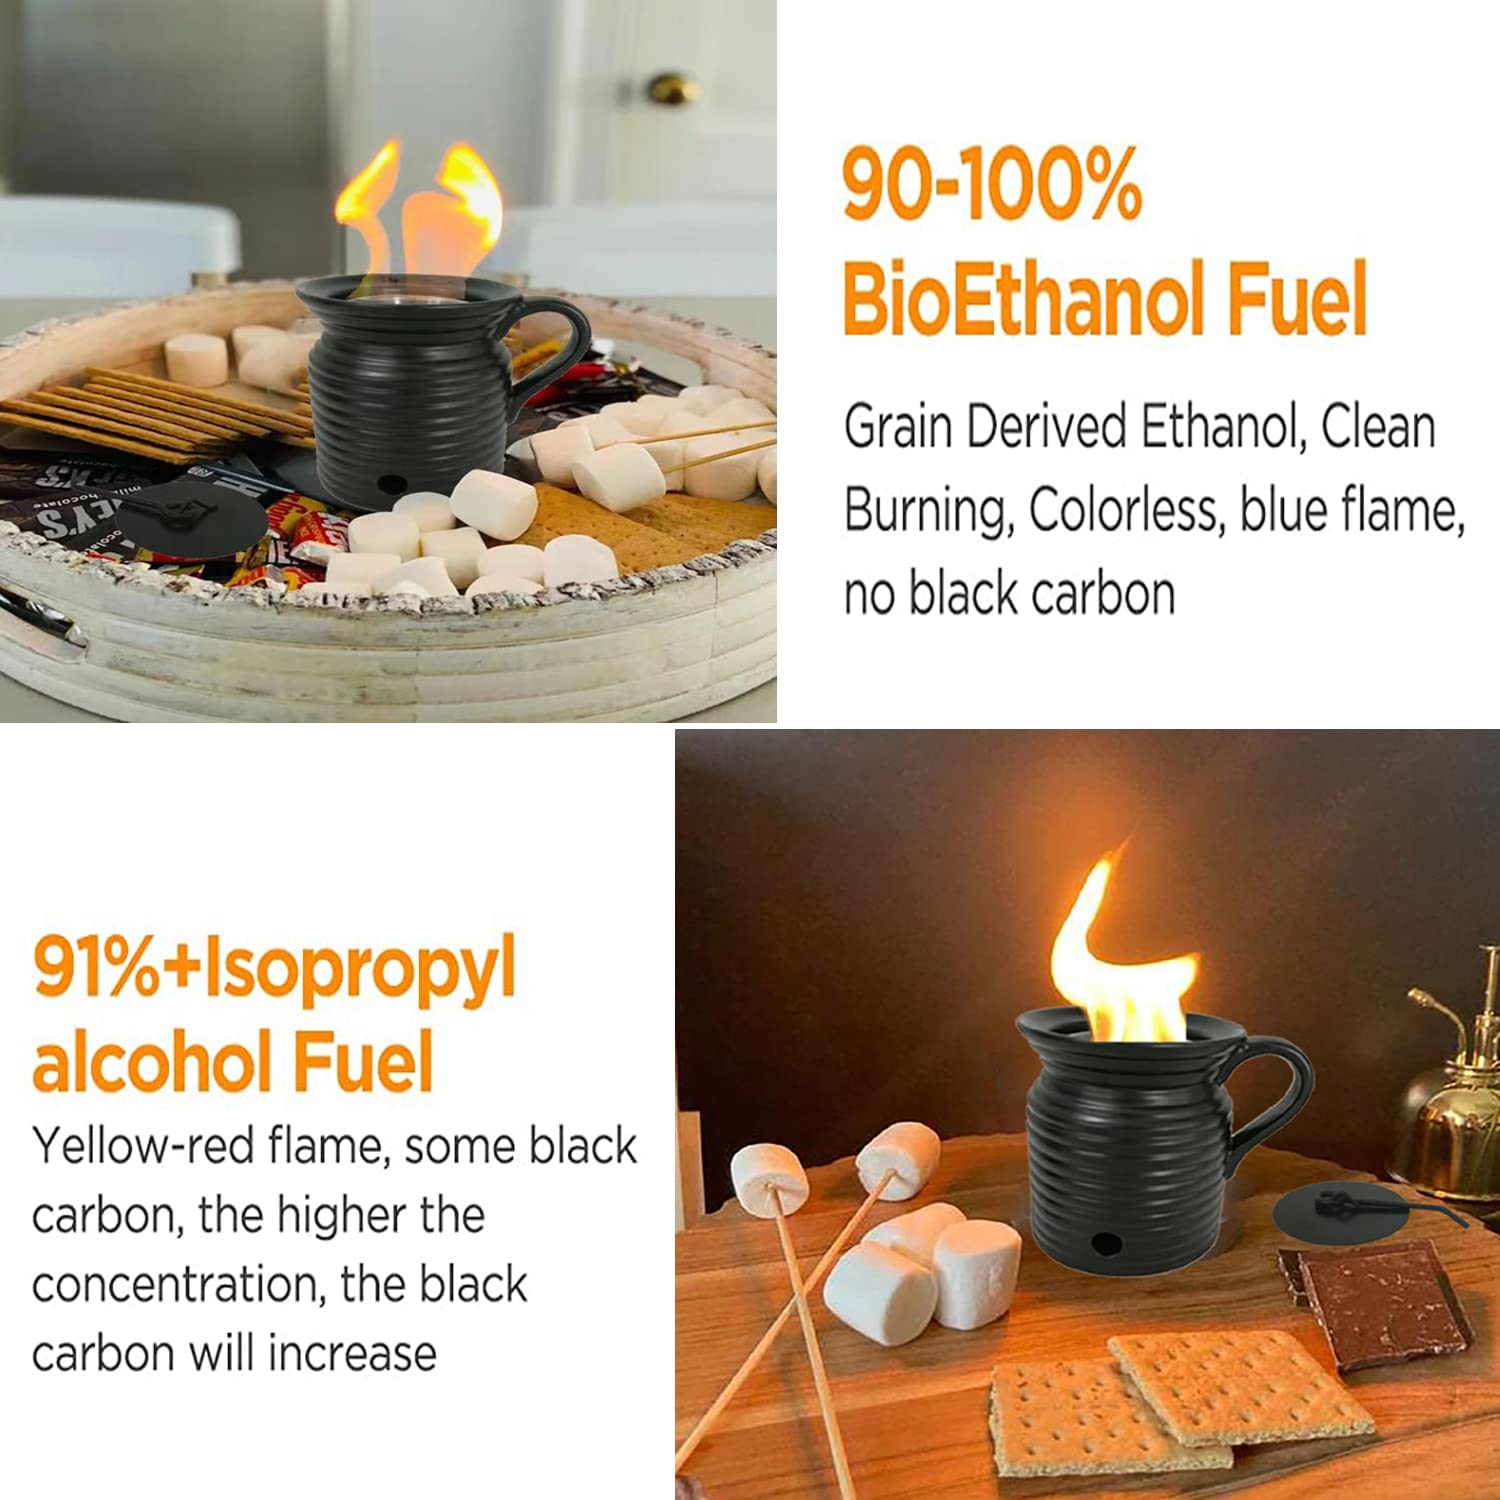 90-100%
BioEthanol Fuel
Grain Derived Ethanol, Clean
Burning, Colorless, blue flame,
no black carbon
91%+Isopropyl
alcohol Fuel
Yellow-red flame, some black
carbon, the higher the
concentration, the black
carbon will increase